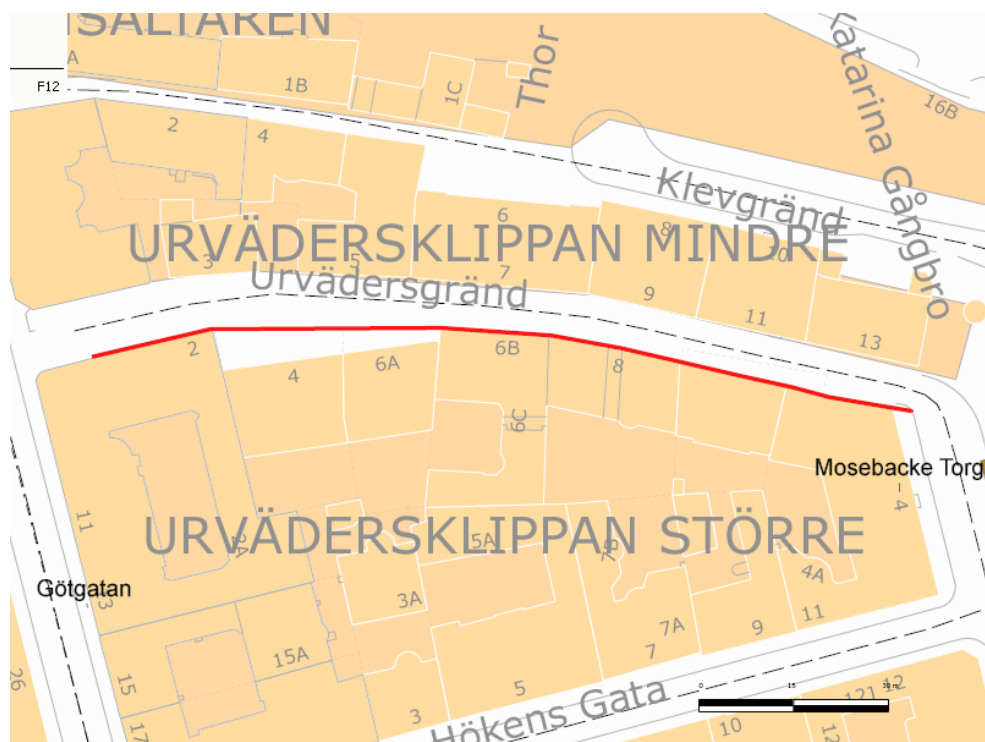 SALTAREN
A
F12
1B
1C
Thor
Katarina Gångbro
16B
2
4
Klevgränd
6
8
10
URVÄDERSKLIPPAN MINDRE
3
5
7
Urvädersgränd
9
11
13
2
4
6A
6B
8
6C
Mosebacke Torg
4
11
URVÄDERSKLIPPAN STÖRRE
2A
5A
7B
4A
Götgatan
13
3A
11
7A
9
7
15A
26
15
5
3
17
Hökens Gata
0
15
30 m
10
12
121
12